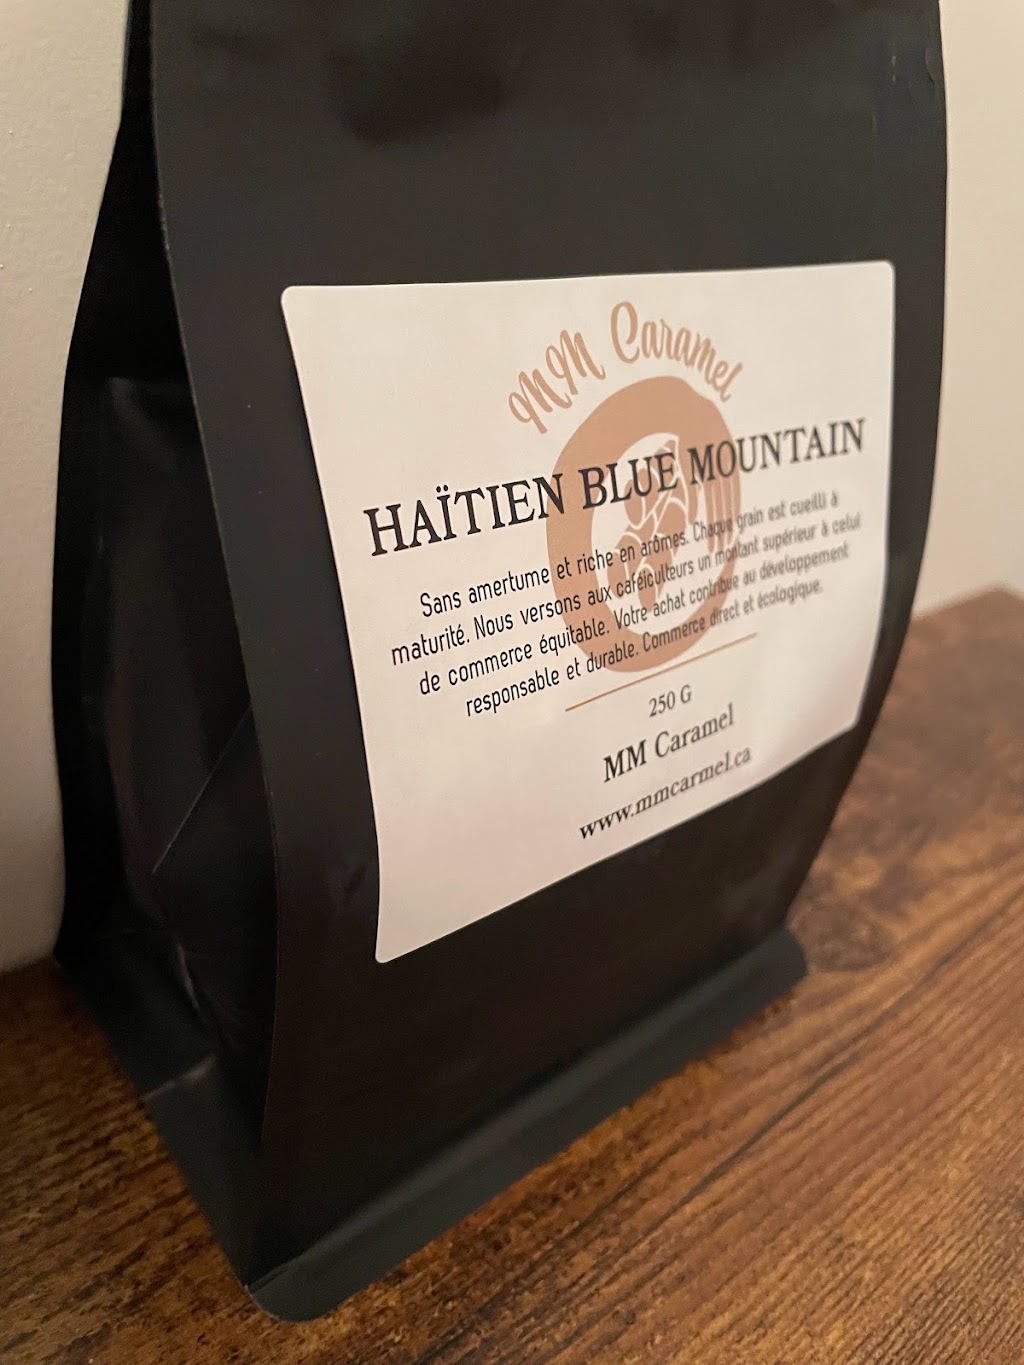 MM Caramel
HAÏTIEN BLUE MOUNTAIN
Sans amertume et riche en arômes. Chaque grain est cueilli à
maturité. Nous versons aux caféiculteurs un montant supérieur à celui
de commerce équitable. Votre achat contribue au développement
responsable et durable. Commerce direct et écologique.
250 G
MM Caramel
www.mmcarmel.ca